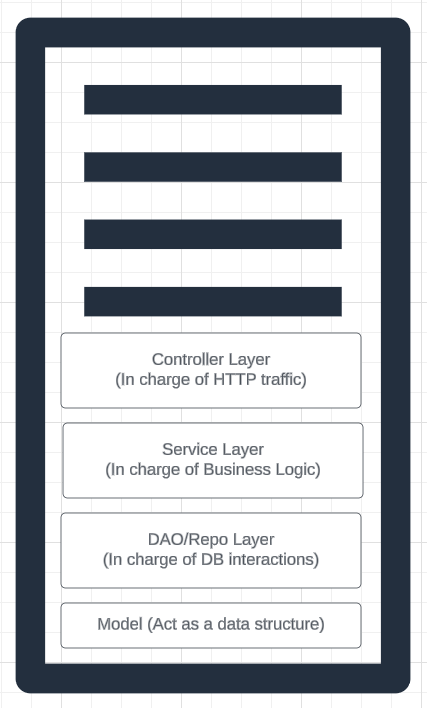 Controller Layer
(In charge of HTTP traffic)
Service Layer
(In charge of Business Logic)
DAO/Repo Layer
(In charge of DB interactions)
Model (Act as a data structure)